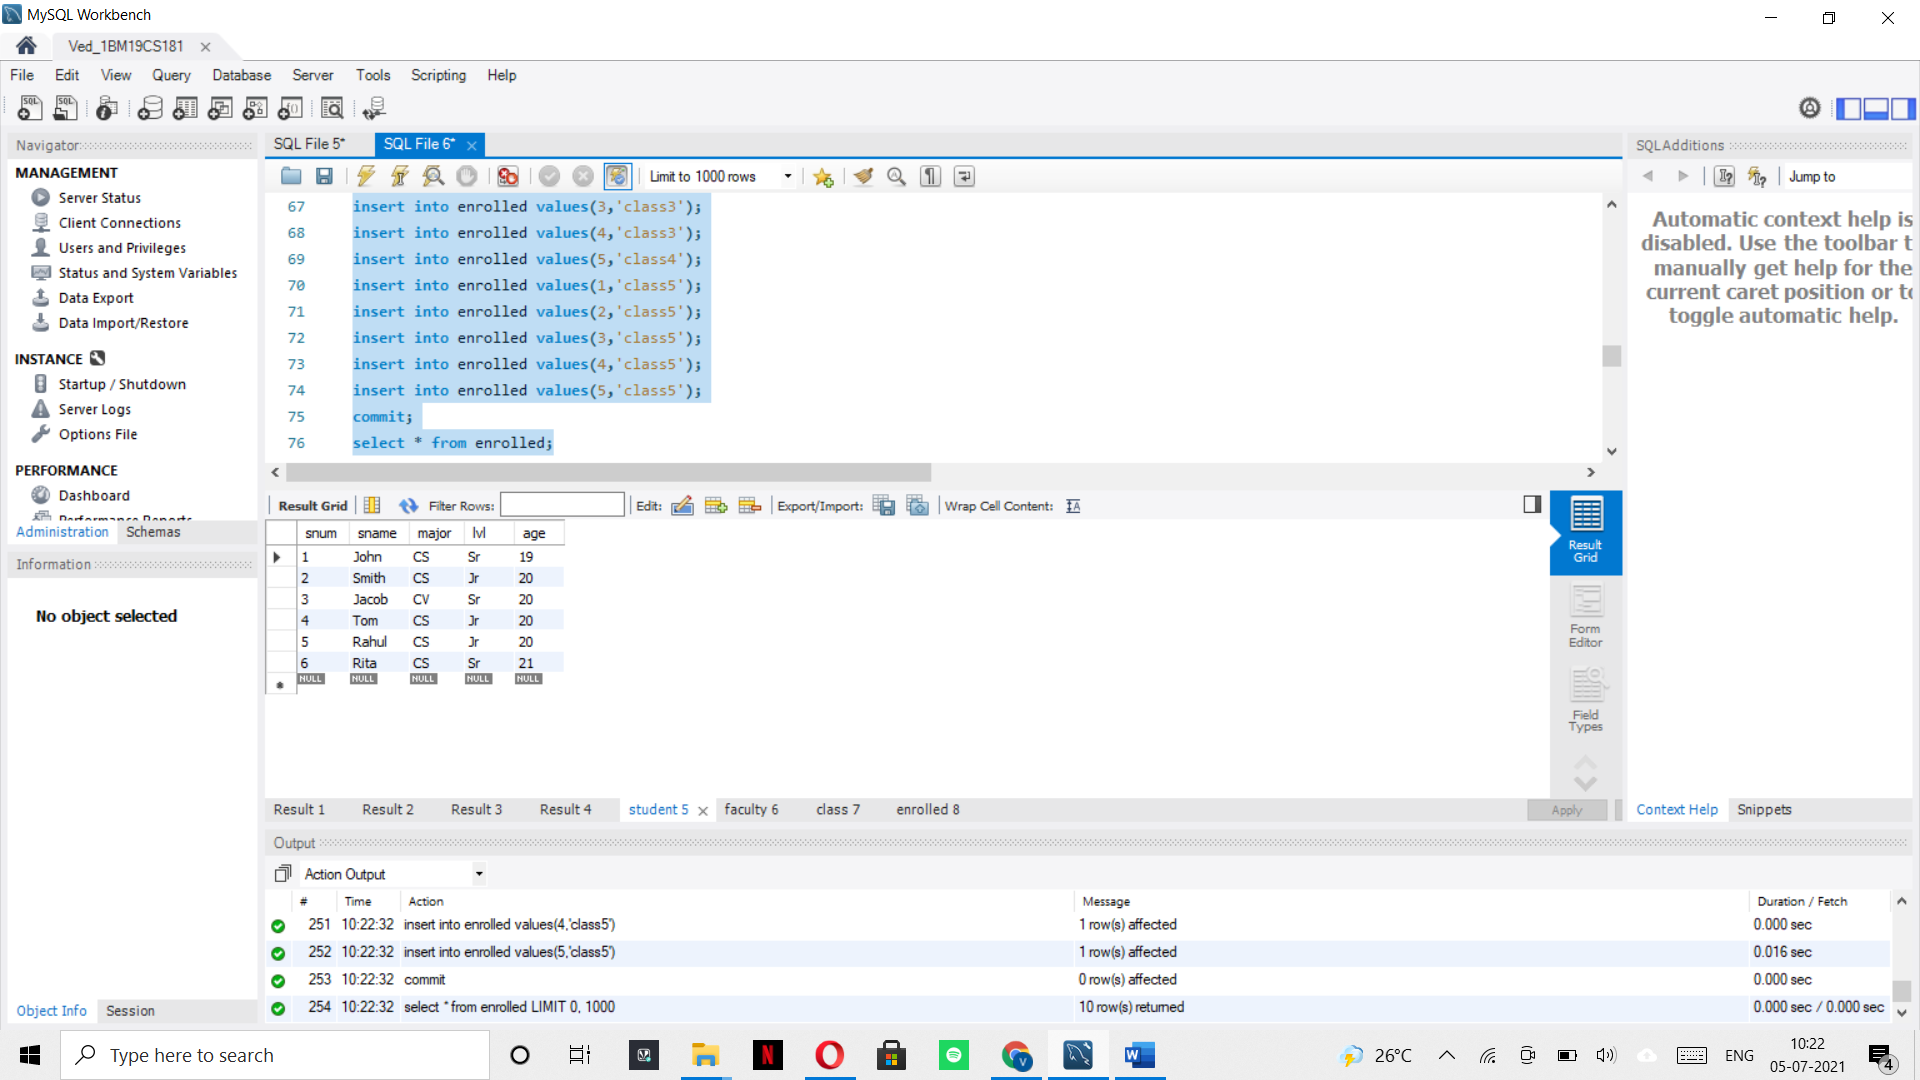 MySQL Workbench
Ved_1BM19CS181
File Edit View Query Database Server Tools Scripting Help
Navigator
MANAGEMENT
Server Status
Client Connections
Users and Privileges
Status and System Variables
Data Export
Data Import/Restore
INSTANCE
Startup / Shutdown
Server Logs
Options File
PERFORMANCE
Dashboard
Performance Reports
Administration Schemas
Information
No object selected
Object Info Session
SQL File 5* SQL File 6*
Limit to 1000 rows
67 insert into enrolled values(3,'class3');
68 insert into enrolled values(4,'class3');
69 insert into enrolled values(5,'class4');
70 insert into enrolled values(1,'class5');
71 insert into enrolled values(2,'class5');
72 insert into enrolled values(3,'class5');
73 insert into enrolled values(4,'class5');
74 insert into enrolled values(5,'class5');
75 commit;
76 select * from enrolled;
Result Grid Filter Rows: Edit: Export/Import: Wrap Cell Content:
snum sname major lvl age
1 John CS Sr 19
2 Smith CS Jr 20
3 Jacob CV Sr 20
4 Tom CS Jr 20
5 Rahul CS Jr 20
6 Rita CS Sr 21
NULL NULL NULL NULL NULL
Result Grid
Form Editor
Field Types
Result 1 Result 2 Result 3 Result 4 student 5 faculty 6 class 7 enrolled 8
Apply
SQLAdditions
Jump to
Automatic context help is
disabled. Use the toolbar t
manually get help for the
current caret position or to
toggle automatic help.
Context Help Snippets
Output
Action Output
# Time Action Message Duration / Fetch
251 10:22:32 insert into enrolled values(4,'class5') 1 row(s) affected 0.000 sec
252 10:22:32 insert into enrolled values(5,'class5') 1 row(s) affected 0.016 sec
253 10:22:32 commit 0 row(s) affected 0.000 sec
254 10:22:32 select * from enrolled LIMIT 0, 1000 10 row(s) returned 0.000 sec / 0.000 sec
Type here to search
26°C
ENG
10:22
05-07-2021
4